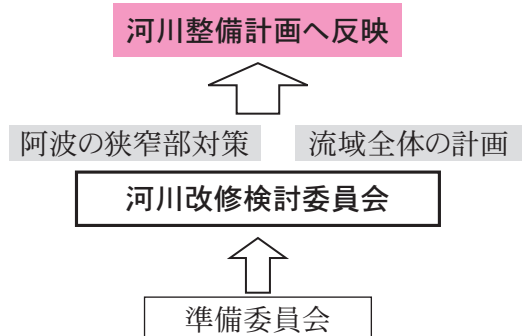 河川整備計画へ反映
阿波の狭窄部対策 流域全体の計画
河川改修検討委員会
準備委員会